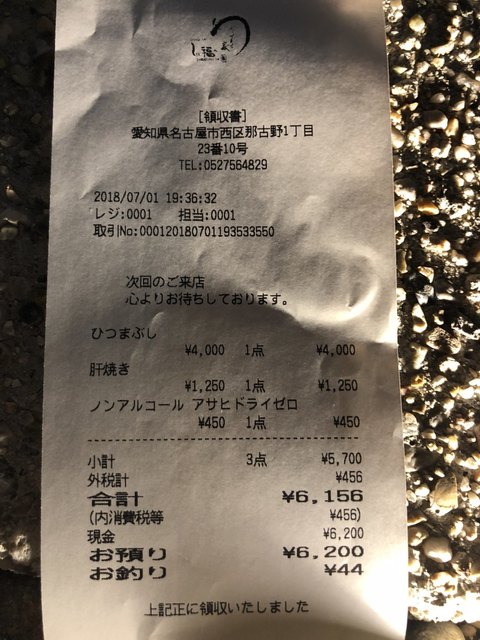 し福
[領収書]
愛知県名古屋市西区那古野1丁目
23番10号
TEL:0527564829
2018/07/01 19:36:32
レジ:0001 担当:0001
取引No:000120180701193533550
次回のご来店
心よりお待ちしております。
ひつまぶし
¥4,000 1点 ¥4,000
肝焼き
¥1,250 1点 ¥1,250
ノンアルコール アサヒドライゼロ
¥450 1点 ¥450
小計 3点 ¥5,700
外税計 ¥456
合計 ¥6,156
(内消費税等 ¥456)
現金 ¥6,200
お預り ¥6,200
お釣り ¥44
上記正に領収いたしました